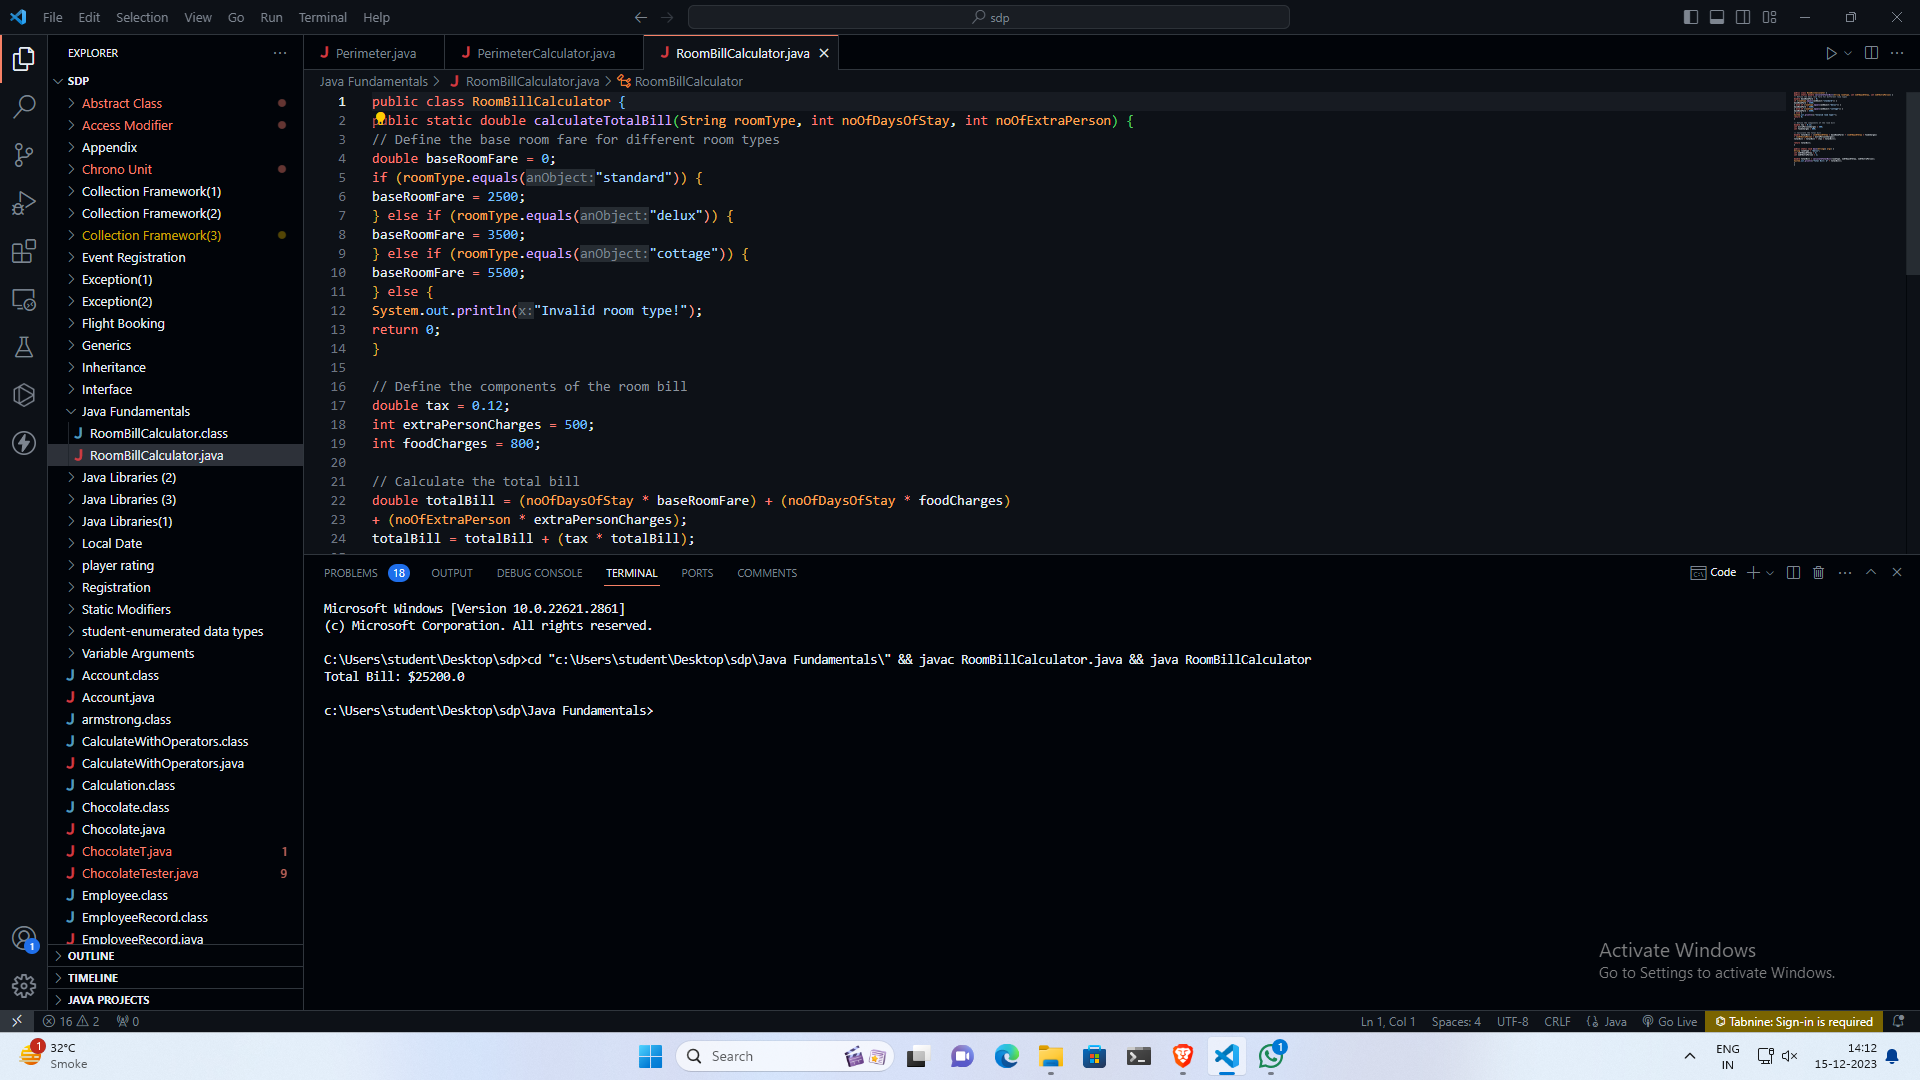 File Edit Selection View Go Run Terminal Help
sdp
EXPLORER
SDP
Abstract Class
Access Modifier
Appendix
Chrono Unit
Collection Framework(1)
Collection Framework(2)
Collection Framework(3)
Event Registration
Exception(1)
Exception(2)
Flight Booking
Generics
Inheritance
Interface
Java Fundamentals
RoomBillCalculator.class
RoomBillCalculator.java
Java Libraries (2)
Java Libraries (3)
Java Libraries(1)
Local Date
player rating
Registration
Static Modifiers
student-enumerated data types
Variable Arguments
Account.class
Account.java
armstrong.class
CalculateWithOperators.class
CalculateWithOperators.java
Calculation.class
Chocolate.class
Chocolate.java
ChocolateT.java 1
ChocolateTester.java 9
Employee.class
EmployeeRecord.class
EmployeeRecord.java
OUTLINE
TIMELINE
JAVA PROJECTS
Perimeter.java PerimeterCalculator.java RoomBillCalculator.java
Java Fundamentals > RoomBillCalculator.java > RoomBillCalculator
1 public class RoomBillCalculator {
2 public static double calculateTotalBill(String roomType, int noOfDaysOfStay, int noOfExtraPerson) {
3 // Define the base room fare for different room types
4 double baseRoomFare = 0;
5 if (roomType.equals(anObject:"standard")) {
6 baseRoomFare = 2500;
7 } else if (roomType.equals(anObject:"delux")) {
8 baseRoomFare = 3500;
9 } else if (roomType.equals(anObject:"cottage")) {
10 baseRoomFare = 5500;
11 } else {
12 System.out.println(x:"Invalid room type!");
13 return 0;
14 }
15
16 // Define the components of the room bill
17 double tax = 0.12;
18 int extraPersonCharges = 500;
19 int foodCharges = 800;
20
21 // Calculate the total bill
22 double totalBill = (noOfDaysOfStay * baseRoomFare) + (noOfDaysOfStay * foodCharges)
23 + (noOfExtraPerson * extraPersonCharges);
24 totalBill = totalBill + (tax * totalBill);
PROBLEMS 18 OUTPUT DEBUG CONSOLE TERMINAL PORTS COMMENTS
Code
Microsoft Windows [Version 10.0.22621.2861]
(c) Microsoft Corporation. All rights reserved.
C:\Users\student\Desktop\sdp>cd "c:\Users\student\Desktop\sdp\Java Fundamentals\" && javac RoomBillCalculator.java && java RoomBillCalculator
Total Bill: $25200.0
c:\Users\student\Desktop\sdp\Java Fundamentals>
Activate Windows
Go to Settings to activate Windows.
1
16 2 0
Ln 1, Col 1 Spaces: 4 UTF-8 CRLF Java Go Live Tabnine: Sign-in is required
1 32°C
Smoke
Search
1
ENG
IN
14:12
15-12-2023